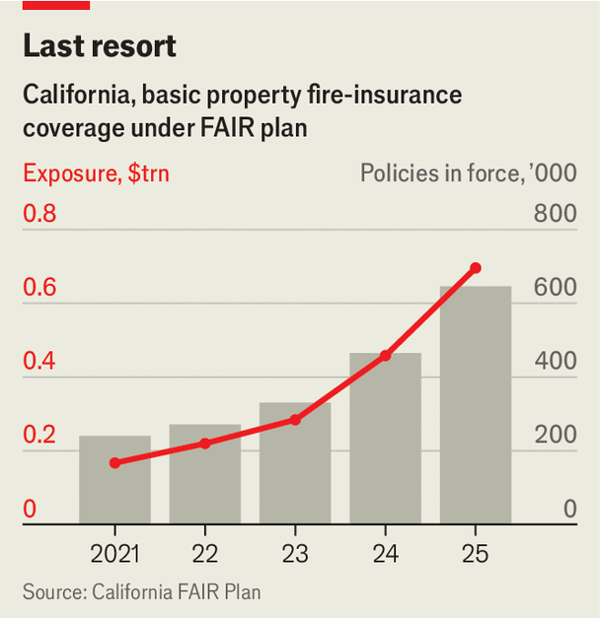 Last resort
California, basic property fire-insurance
coverage under FAIR plan
Exposure, $trn
Policies in force, ’000
0.8
800
0.6
600
0.4
400
0.2
200
0
0
2021 22 23 24 25
Source: California FAIR Plan